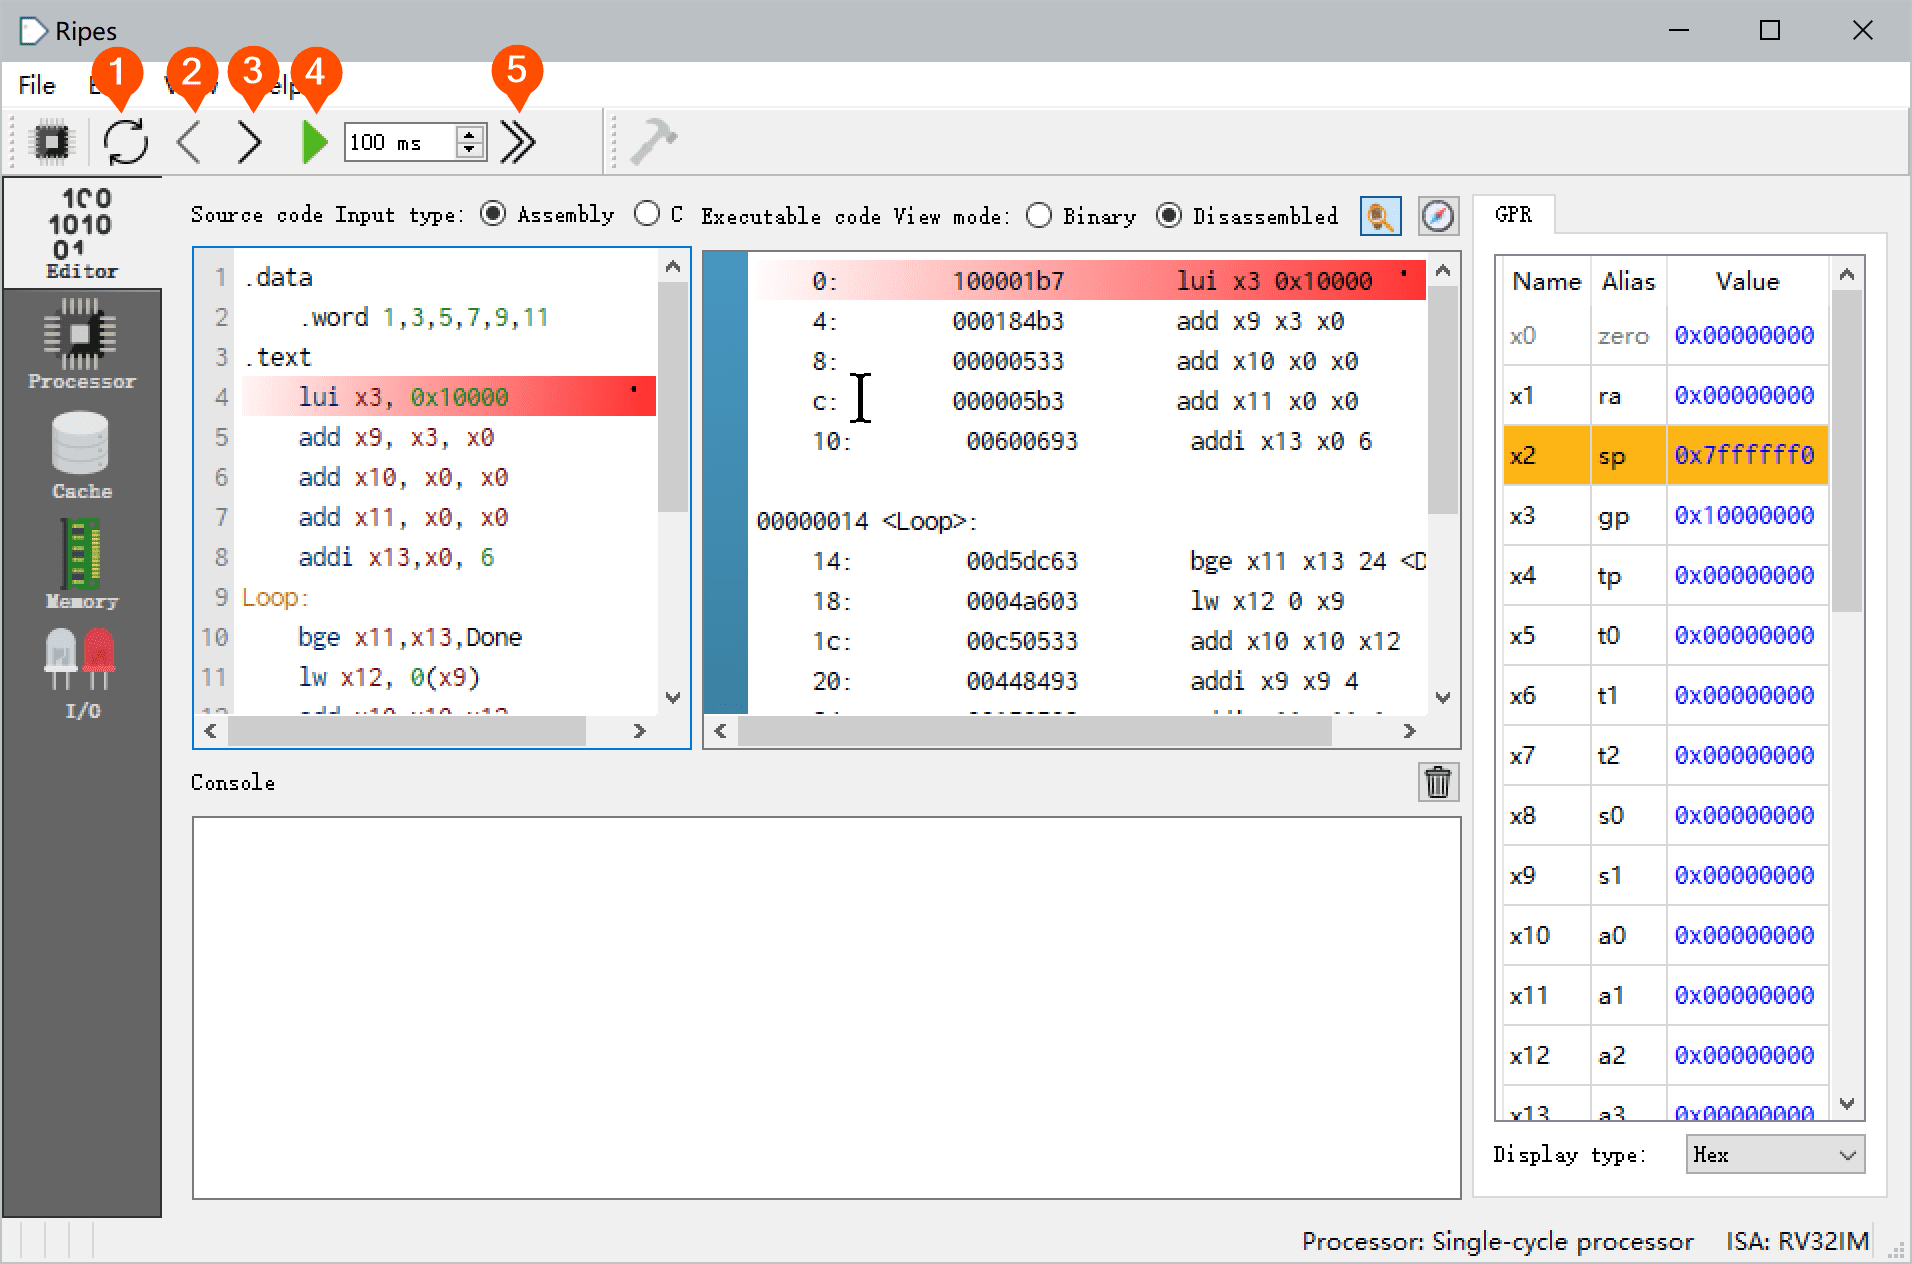 Ripes
1 2 3 4 5
File
100 ms
Editor
Processor
Cache
Memory
I/O
Source code Input type: Assembly C
1 .data
2 .word 1,3,5,7,9,11
3 .text
4 lui x3, 0x10000
5 add x9, x3, x0
6 add x10, x0, x0
7 add x11, x0, x0
8 addi x13,x0, 6
9 Loop:
10 bge x11,x13,Done
11 lw x12, 0(x9)
Executable code View mode: Binary Disassembled
0: 100001b7 lui x3 0x10000
4: 000184b3 add x9 x3 x0
8: 00000533 add x10 x0 x0
c: 000005b3 add x11 x0 x0
10: 00600693 addi x13 x0 6
00000014 <Loop>:
14: 00d5dc63 bge x11 x13 24 <D
18: 0004a603 lw x12 0 x9
1c: 00c50533 add x10 x10 x12
20: 00448493 addi x9 x9 4
Console
GPR
Name Alias Value
x0 zero 0x00000000
x1 ra 0x00000000
x2 sp 0x7ffffff0
x3 gp 0x10000000
x4 tp 0x00000000
x5 t0 0x00000000
x6 t1 0x00000000
x7 t2 0x00000000
x8 s0 0x00000000
x9 s1 0x00000000
x10 a0 0x00000000
x11 a1 0x00000000
x12 a2 0x00000000
x13 a3 0x00000000
Display type: Hex
Processor: Single-cycle processor ISA: RV32IM